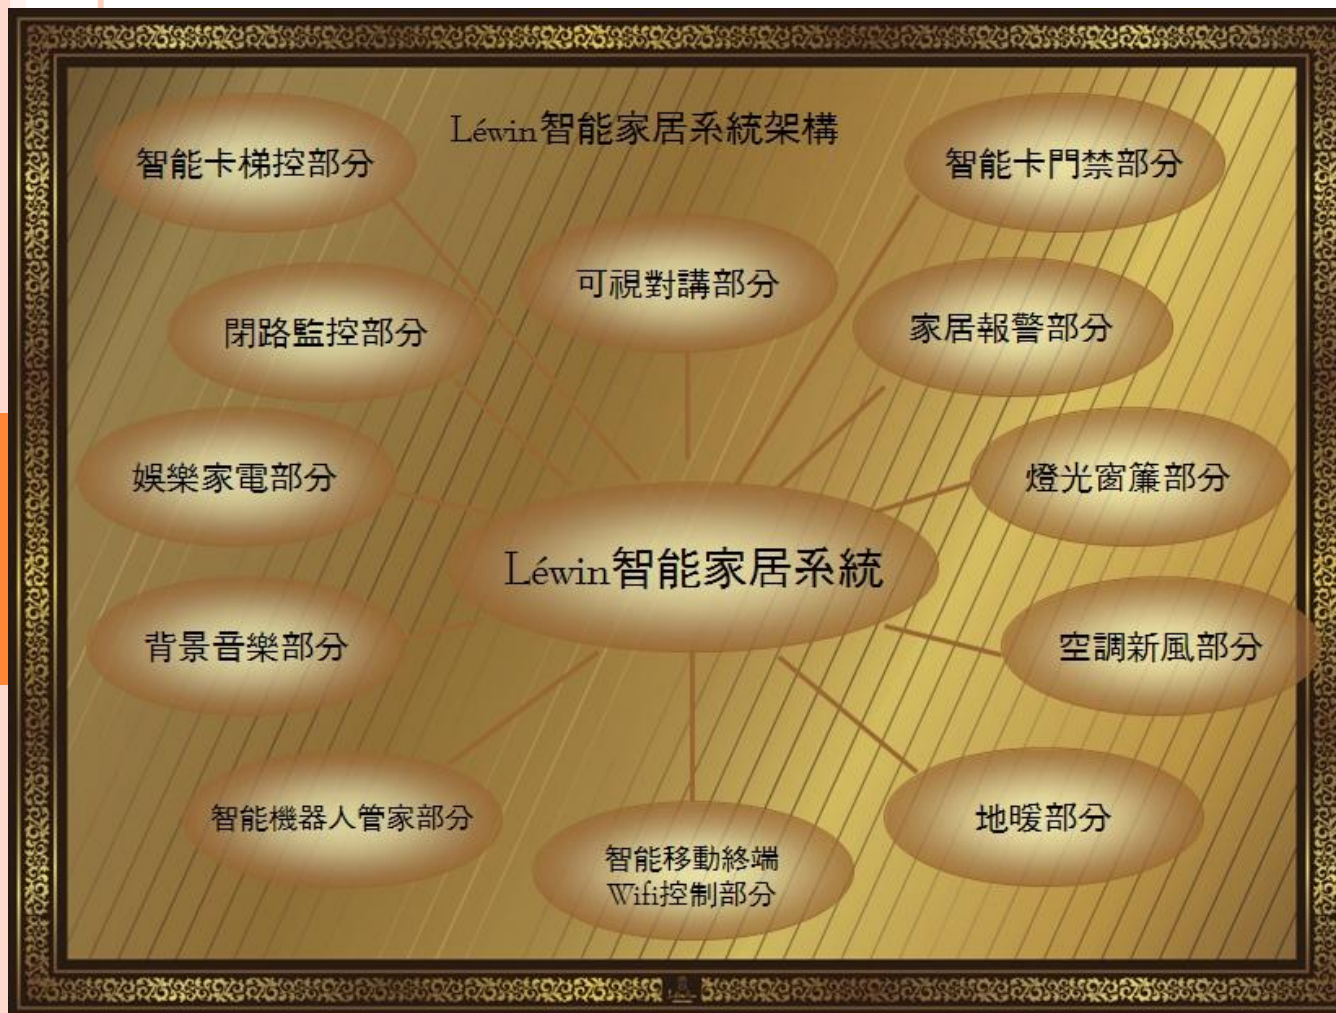 Léwin智能家居系統架構
智能卡梯控部分
智能卡門禁部分
可視對講部分
閉路監控部分
家居報警部分
娛樂家電部分
燈光窗簾部分
Léwin智能家居系統
背景音樂部分
空調新風部分
智能機器人管家部分
地暖部分
智能移動終端
Wifi控制部分